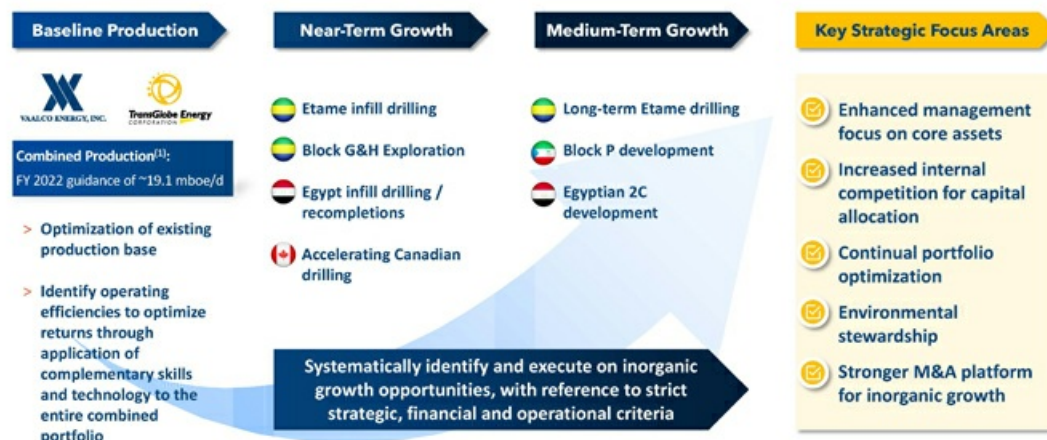 Baseline Production
VAALCO ENERGY, INC.
TransGlobe Energy
CORPORATION
Combined Production(1):
FY 2022 guidance of ~19.1 mboe/d
> Optimization of existing
production base
> Identify operating
efficiencies to optimize
returns through
application of
complementary skills
and technology to the
entire combined
portfolio
Near-Term Growth
Etame infill drilling
Block G&H Exploration
Egypt infill drilling /
recompletions
Accelerating Canadian
drilling
Medium-Term Growth
Long-term Etame drilling
Block P development
Egyptian 2C
development
Systematically identify and execute on inorganic
growth opportunities, with reference to strict
strategic, financial and operational criteria
Key Strategic Focus Areas
Enhanced management
focus on core assets
Increased internal
competition for capital
allocation
Continual portfolio
optimization
Environmental
stewardship
Stronger M&A platform
for inorganic growth